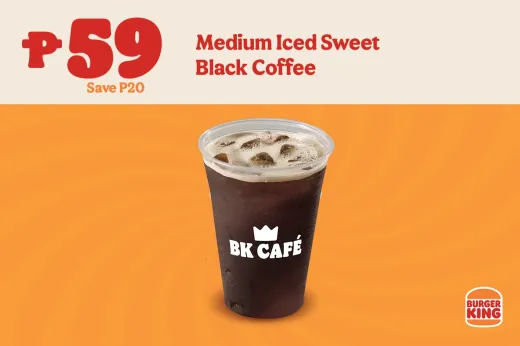 ₱59
Save P20
Medium Iced Sweet
Black Coffee
BK CAFÉ
BURGER
KING